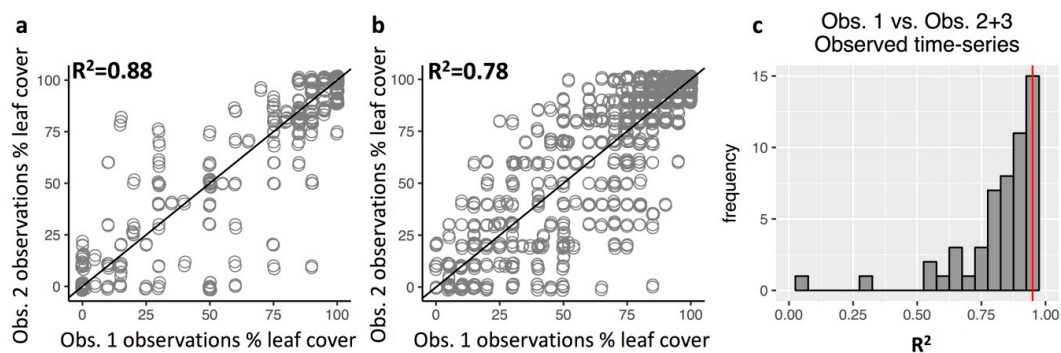 a
R²=0.88
Obs. 2 observations % leaf cover
100
75
50
25
0
0 25 50 75 100
Obs. 1 observations % leaf cover
b
R²=0.78
Obs. 2 observations % leaf cover
100
75
50
25
0
0 25 50 75 100
Obs. 1 observations % leaf cover
c
Obs. 1 vs. Obs. 2+3
Observed time-series
frequency
15
10
5
0
0.00 0.25 0.50 0.75 1.00
R²